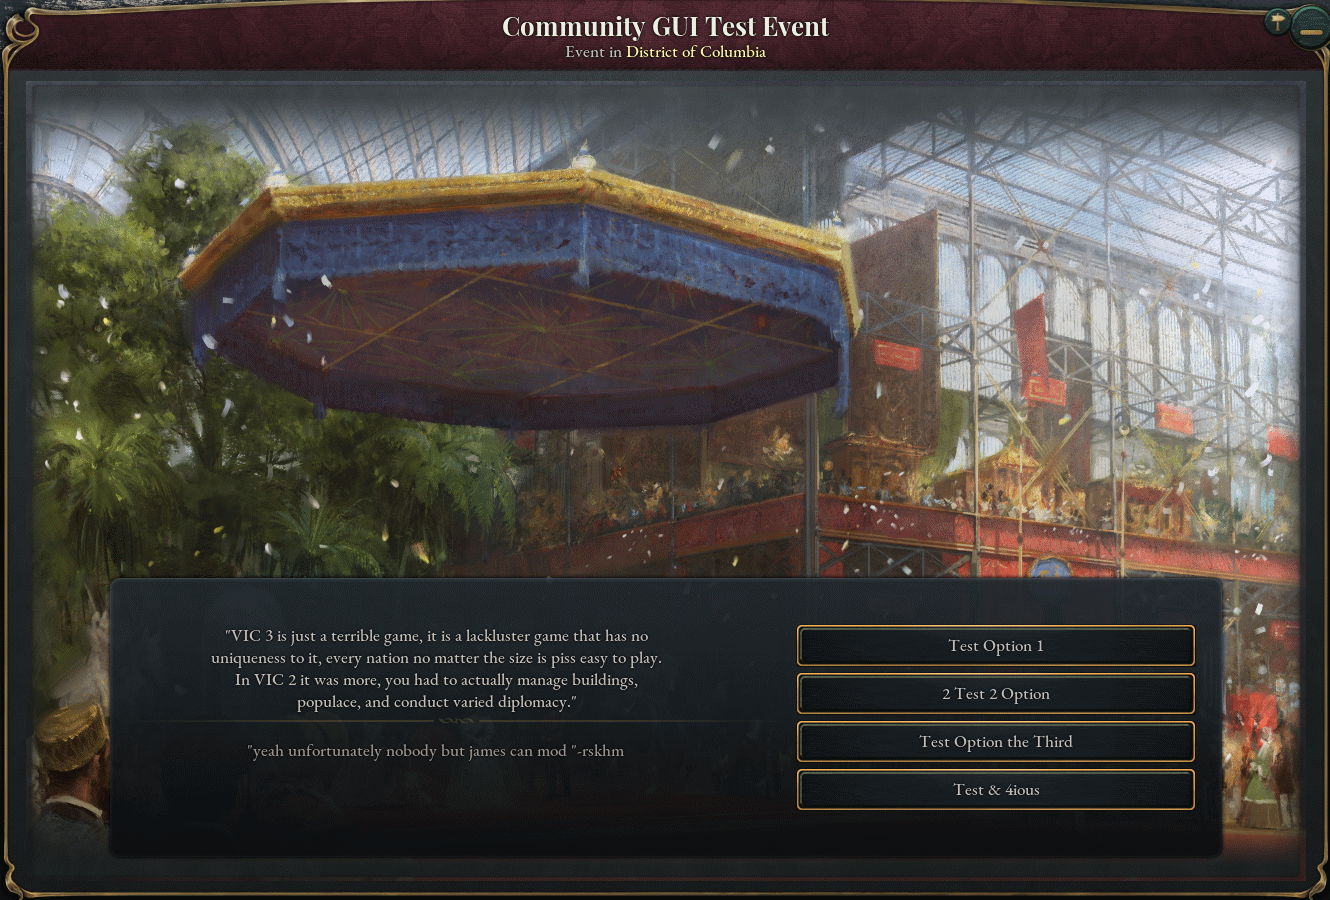 Community GUI Test Event
Event in District of Columbia
"VIC 3 is just a terrible game, it is a lackluster game that has no
uniqueness to it, every nation no matter the size is piss easy to play.
In VIC 2 it was more, you had to actually manage buildings,
populace, and conduct varied diplomacy."
"yeah unfortunately nobody but james can mod "-rskhm
Test Option 1
2 Test 2 Option
Test Option the Third
Test & 4ious